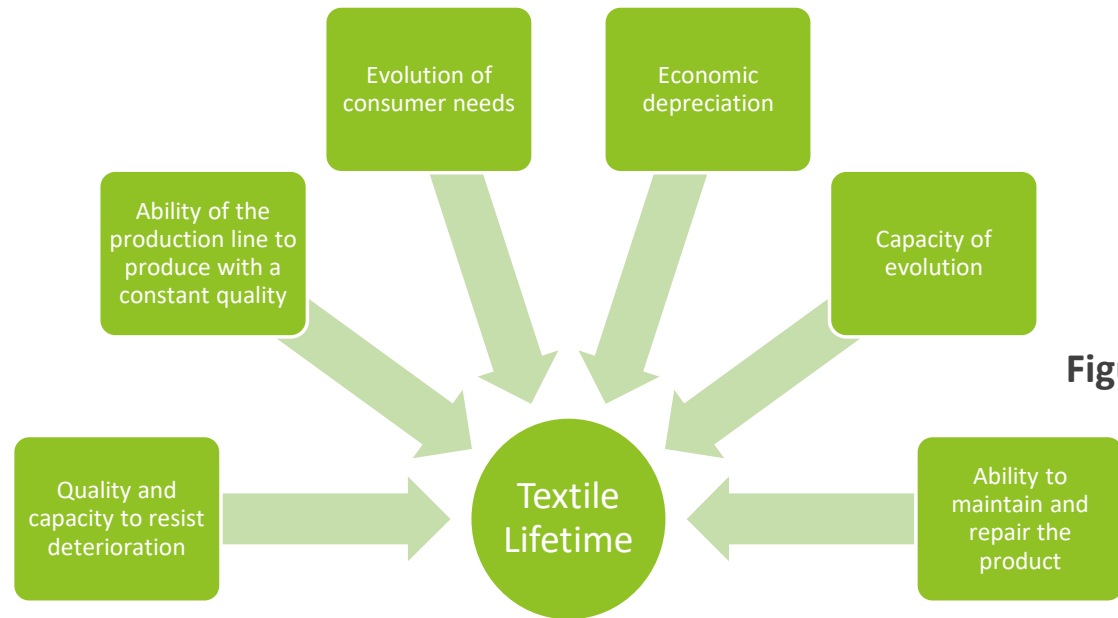 Evolution of
consumer needs
Economic
depreciation
Ability of the
production line to
produce with a
constant quality
Capacity of
evolution
Quality and
capacity to resist
deterioration
Textile
Lifetime
Ability to
maintain and
repair the
product